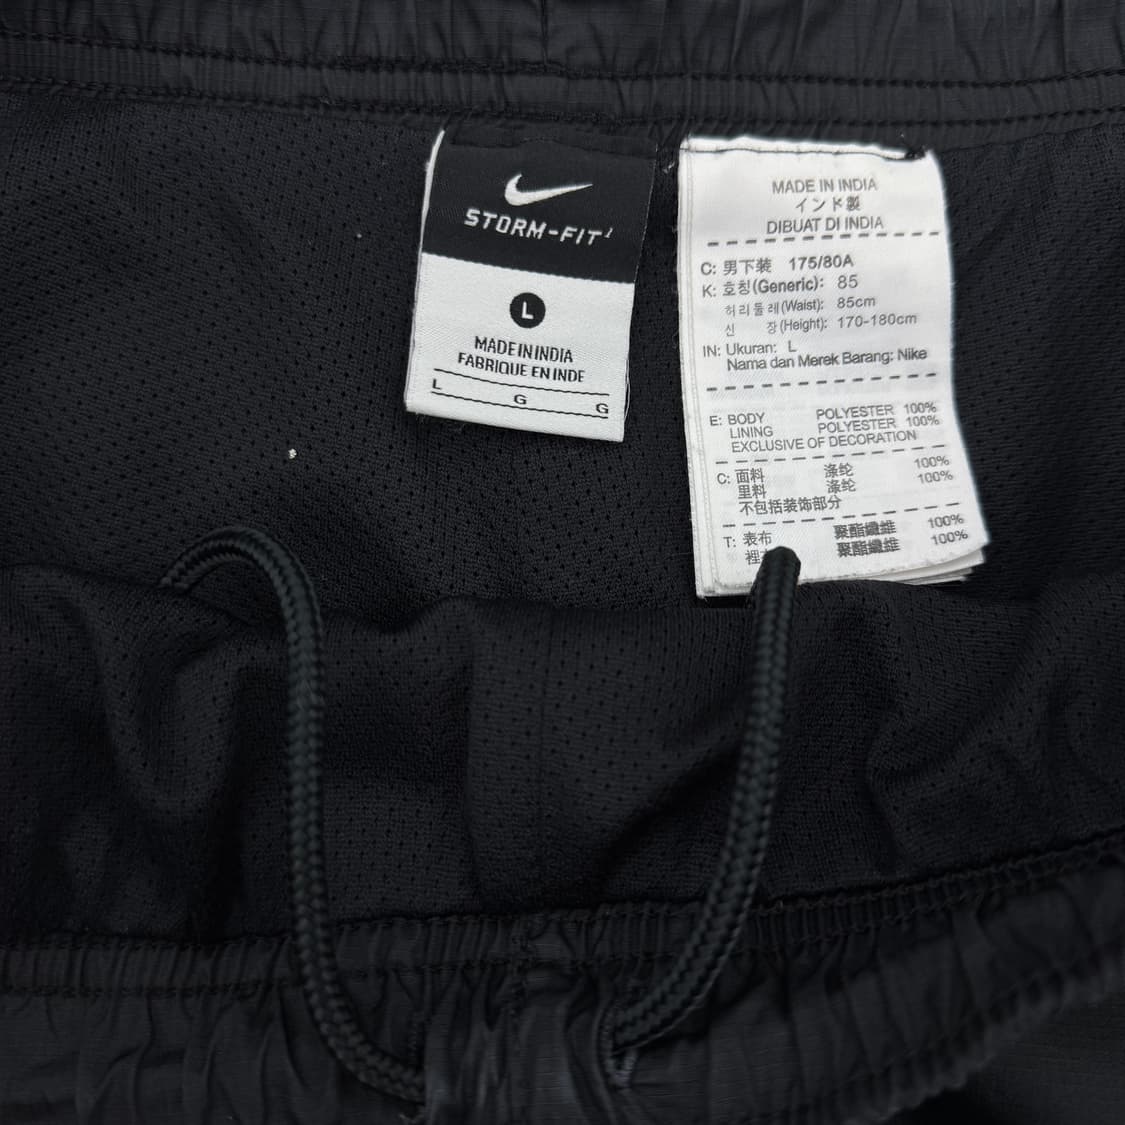 STORM-FIT
L
MADE IN INDIA
FABRIQUE EN INDE
L G G
MADE IN INDIA
インド製
DIBUAT DI INDIA
C: 男下装 175/80A
K: 호칭(Generic): 85
허리둘레(Waist): 85cm
신 장(Height): 170-180cm
IN: Ukuran: L
Nama dan Merek Barang: Nike
E: BODY POLYESTER 100%
LINING POLYESTER 100%
EXCLUSIVE OF DECORATION
C: 面料 涤纶 100%
里料 涤纶 100%
不包括装饰部分
T: 表布 聚酯纖維 100%
裡 聚酯纖維 100%